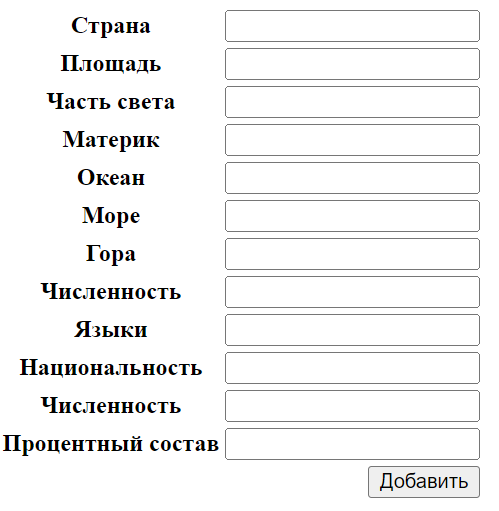 Страна
Площадь
Часть света
Материк
Океан
Море
Гора
Численность
Языки
Национальность
Численность
Процентный состав
Добавить